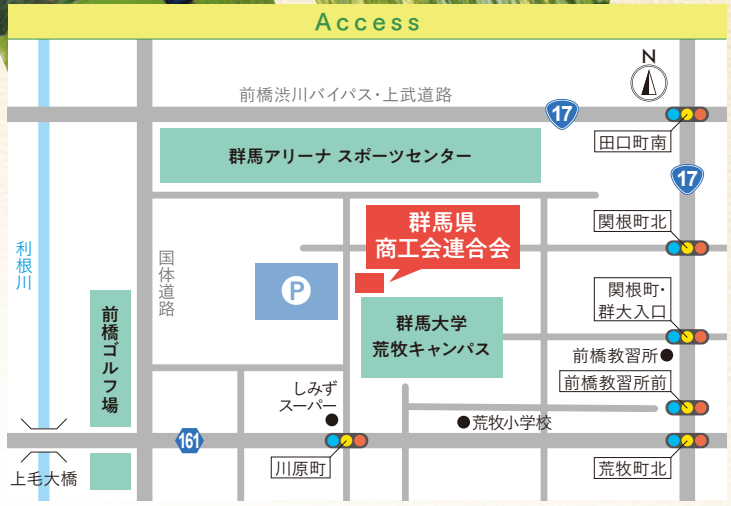 Access
N
前橋渋川バイパス・上武道路
17
田口町南
群馬アリーナ スポーツセンター
17
群馬県
商工会連合会
関根町北
利根川
国体道路
P
関根町・
群大入口
前橋ゴルフ場
群馬大学
荒牧キャンパス
前橋教習所
前橋教習所前
しみず
スーパー
荒牧小学校
161
川原町
荒牧町北
上毛大橋